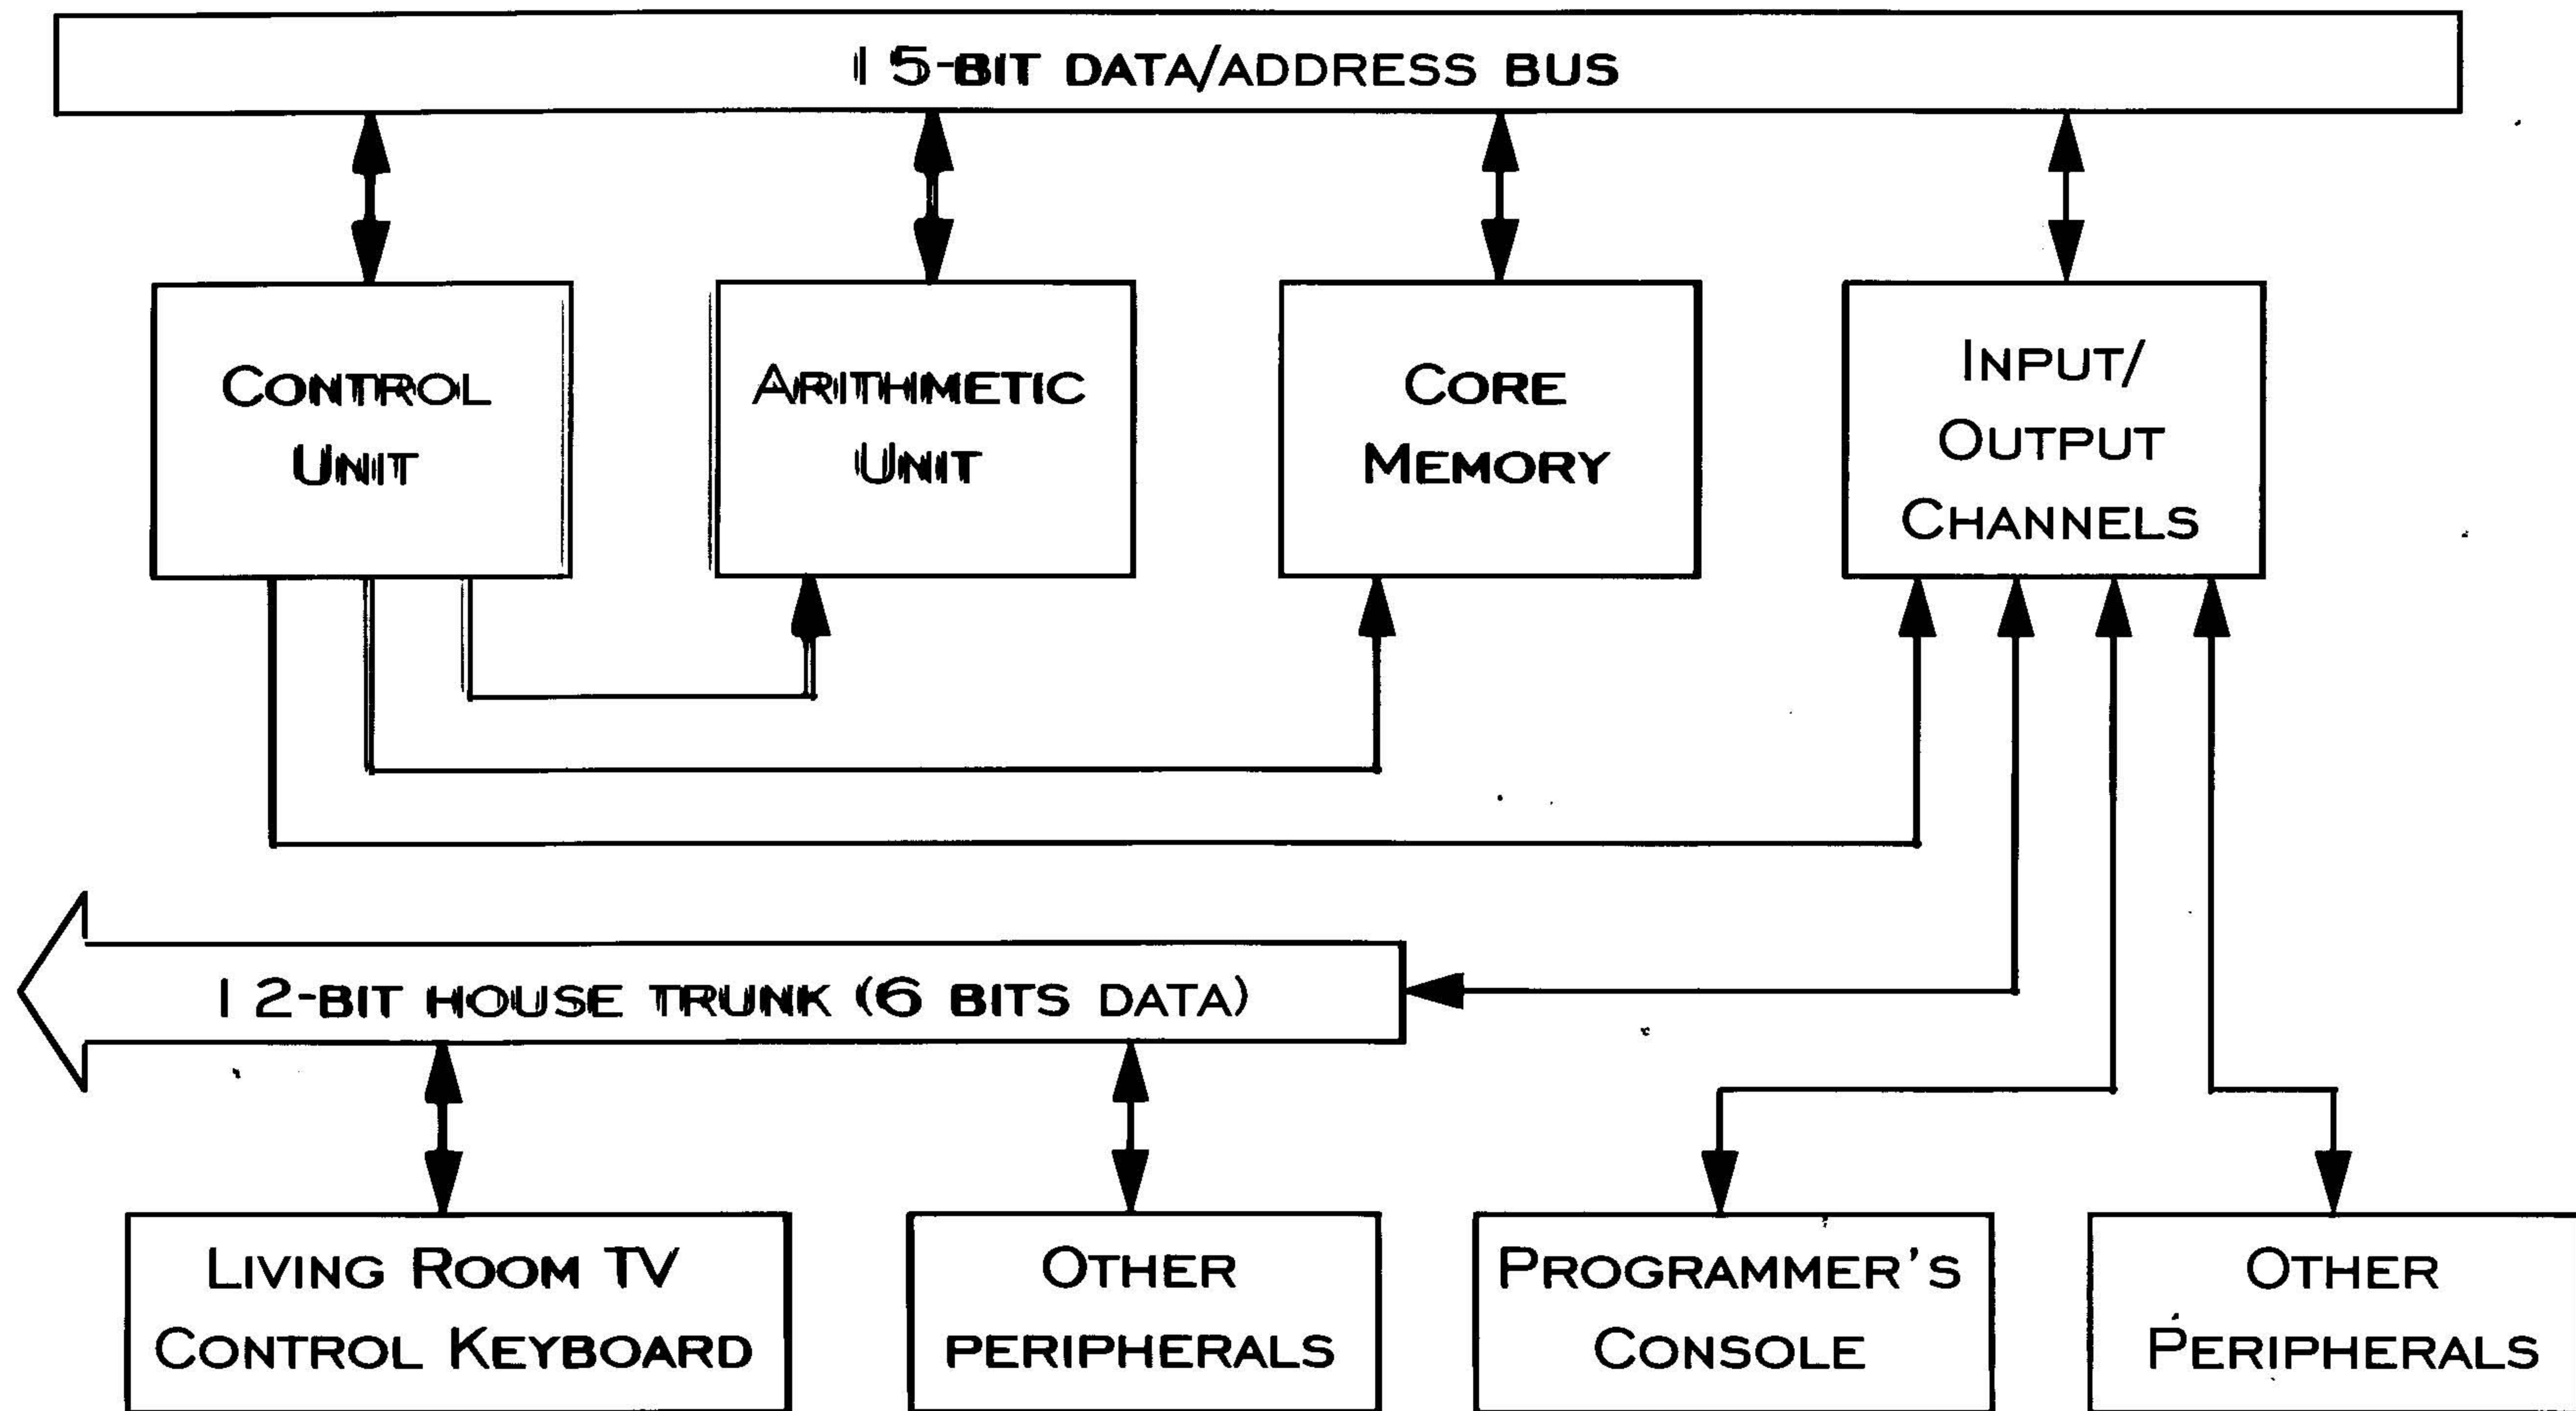 15-BIT DATA/ADDRESS BUS
CONTROL
UNIT
ARITHMETIC
UNIT
CORE
MEMORY
INPUT/
OUTPUT
CHANNELS
12-BIT HOUSE TRUNK (6 BITS DATA)
LIVING ROOM TV
CONTROL KEYBOARD
OTHER
PERIPHERALS
PROGRAMMER'S
CONSOLE
OTHER
PERIPHERALS